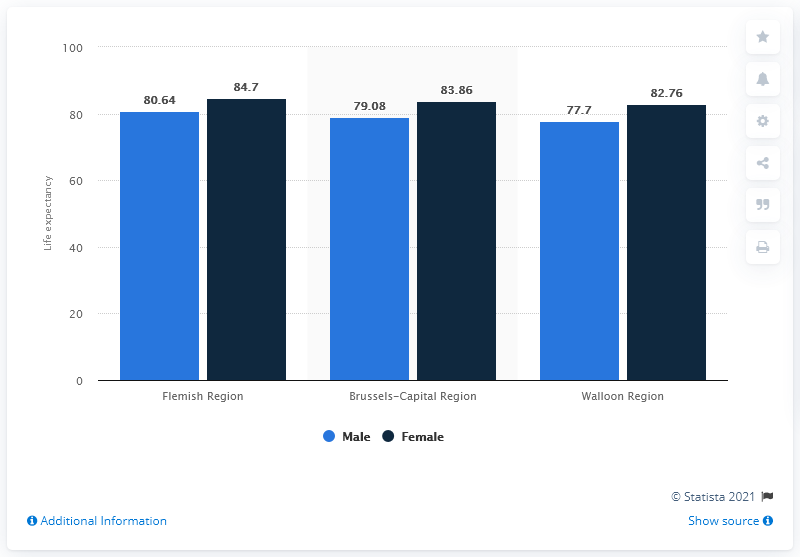 100
80
60
40
20
0
Life expectancy
80.64
84.7
79.08
83.86
77.7
82.76
Flemish Region
Brussels-Capital Region
Walloon Region
Male
Female
© Statista 2021
Additional Information
Show source